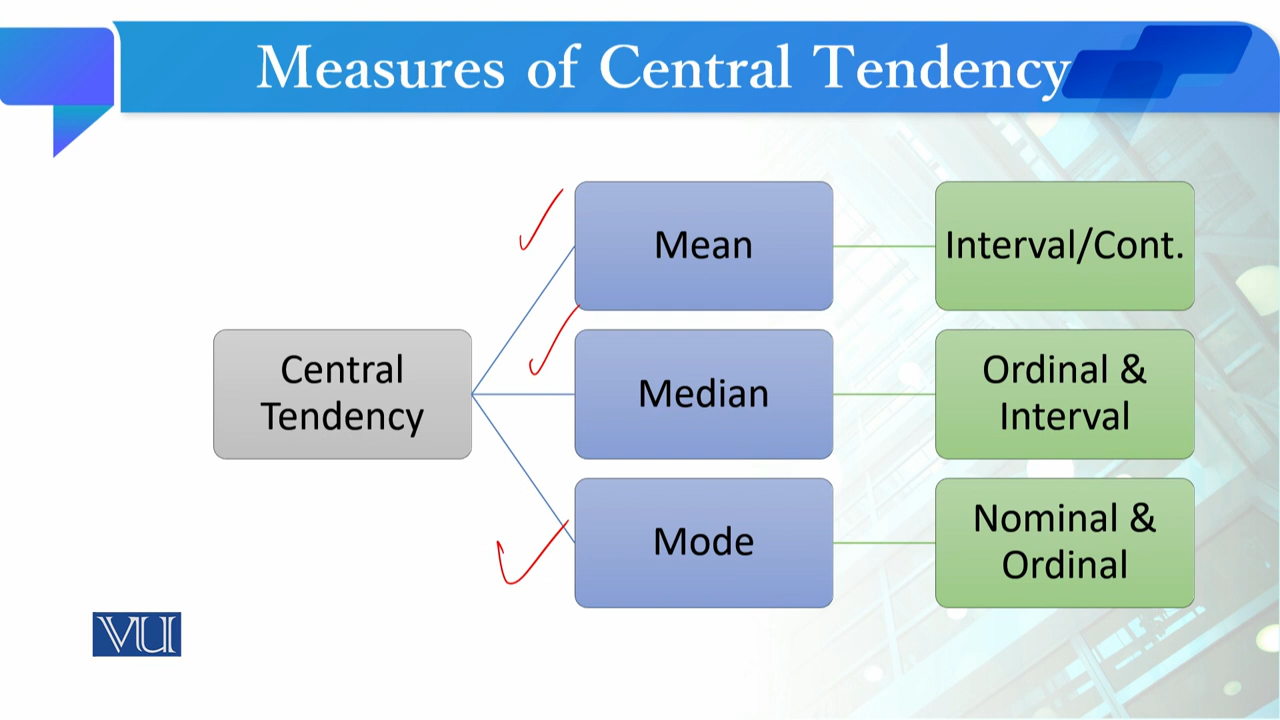 Measures of Central Tendency
Central
Tendency
Mean
Interval/Cont.
Median
Ordinal &
Interval
Mode
Nominal &
Ordinal
VU